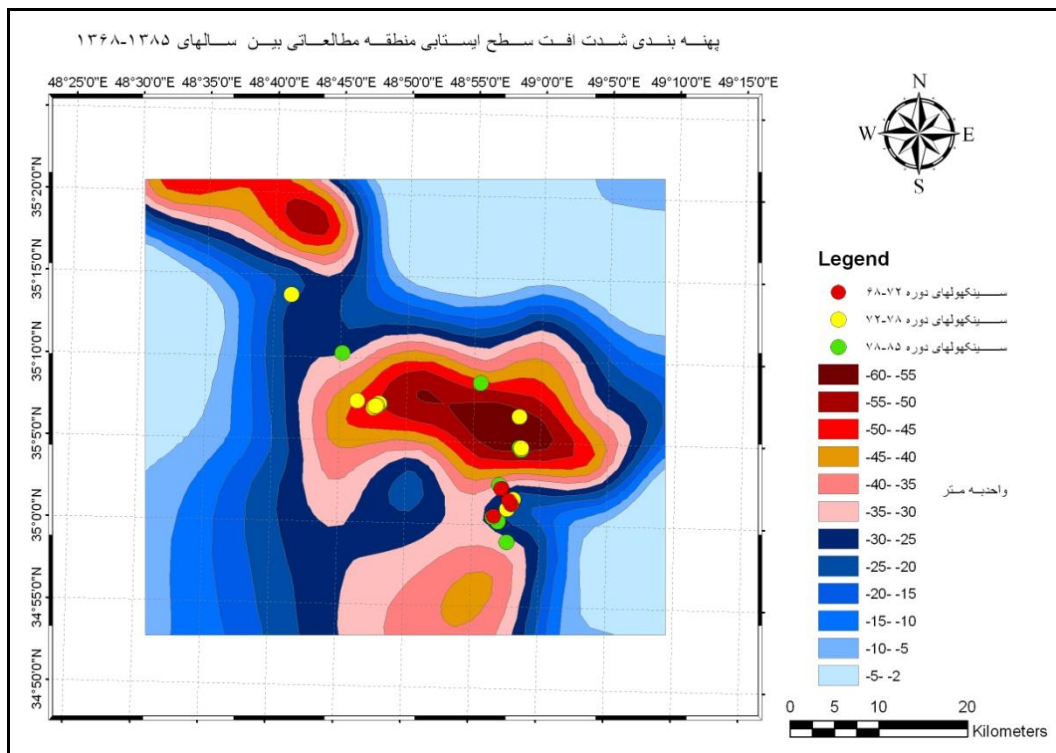 پهنه بندی شدت افت سطح ایستابی منطقه مطالعاتی بین سالهای ۱۳۸۵-۱۳۶۸
48°25'0"E 48°30'0"E 48°35'0"E 48°40'0"E 48°45'0"E 48°50'0"E 48°55'0"E 49°0'0"E 49°5'0"E 49°10'0"E 49°15'0"E
35°20'0"N
35°15'0"N
35°10'0"N
35°5'0"N
35°0'0"N
34°55'0"N
34°50'0"N
N
W E
S
Legend
سینکهولهای دوره ۷۲-۶۸
سینکهولهای دوره ۷۸-۷۲
سینکهولهای دوره ۸۵-۷۸
-60- -55
-55- -50
-50- -45
-45- -40
-40- -35
-35- -30
-30- -25
-25- -20
-20- -15
-15- -10
-10- -5
-5- -2
واحدبه متر
0 5 10 20
Kilometers